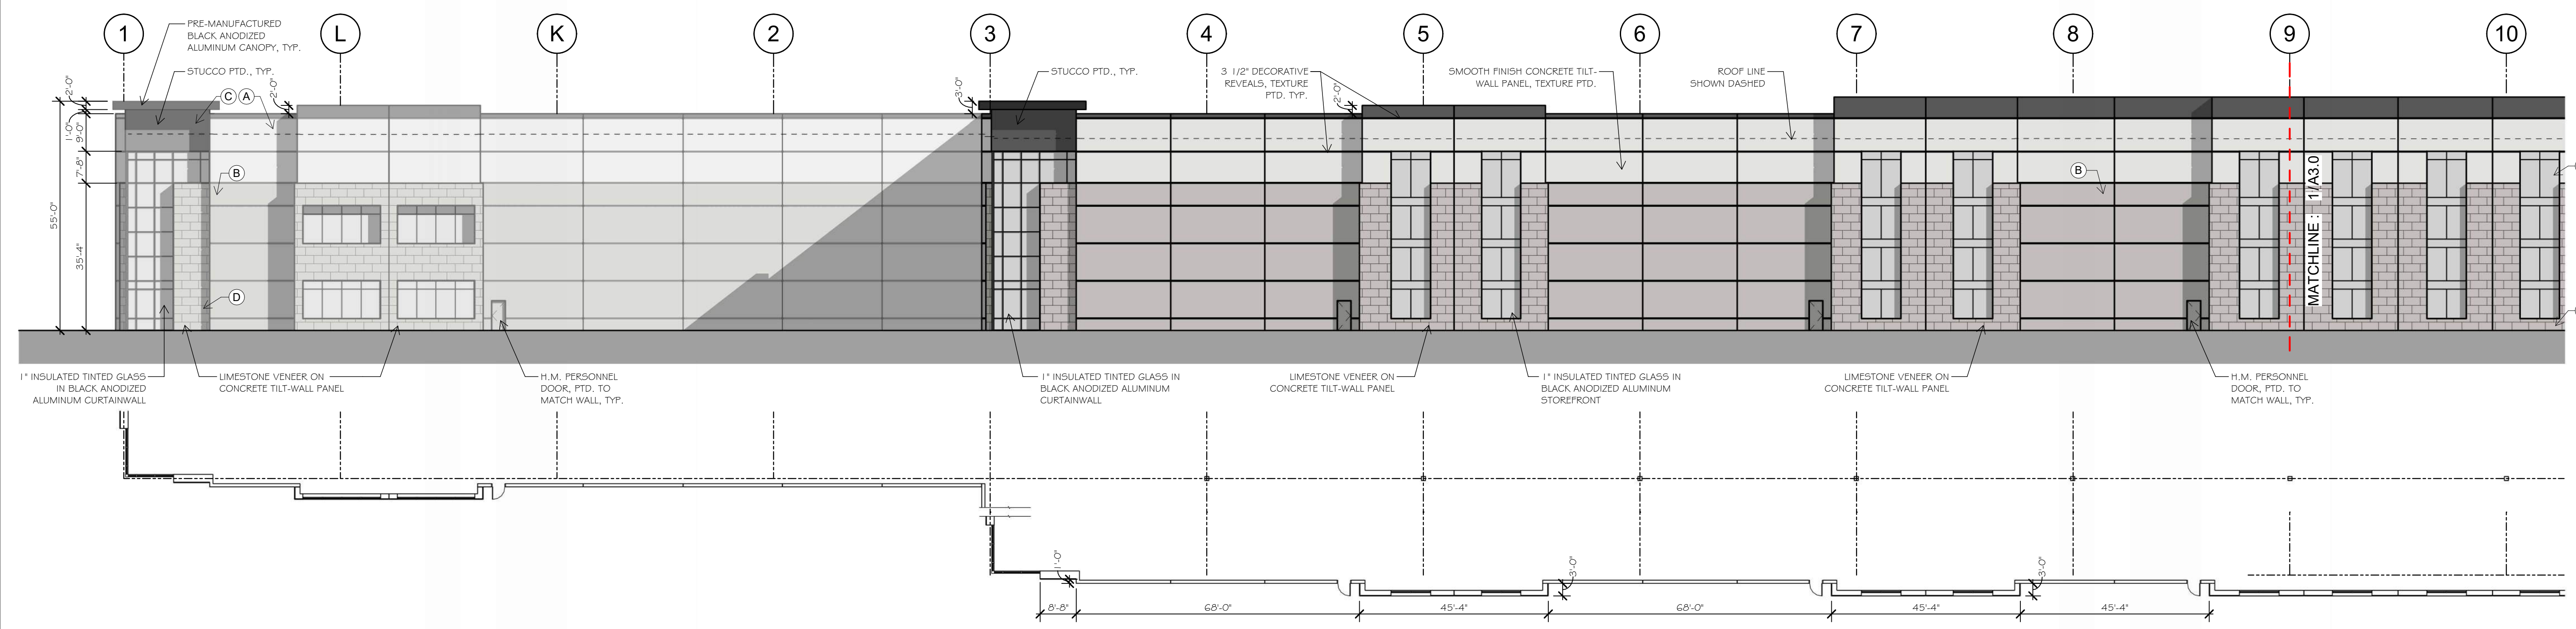 1
L
K
2
3
4
5
6
7
8
9
10
PRE-MANUFACTURED
BLACK ANODIZED
ALUMINUM CANOPY, TYP.
STUCCO PTD., TYP.
C
A
B
D
2'-0"
2'-0"
1'-0"
9'-0"
7'-8"
35'-4"
55'-0"
3'-0"
STUCCO PTD., TYP.
3 1/2" DECORATIVE
REVEALS, TEXTURE
PTD. TYP.
2'-0"
SMOOTH FINISH CONCRETE TILT-
WALL PANEL, TEXTURE PTD.
ROOF LINE
SHOWN DASHED
B
MATCHLINE : 1/A3.0
1" INSULATED TINTED GLASS
IN BLACK ANODIZED
ALUMINUM CURTAINWALL
LIMESTONE VENEER ON
CONCRETE TILT-WALL PANEL
H.M. PERSONNEL
DOOR, PTD. TO
MATCH WALL, TYP.
1" INSULATED TINTED GLASS IN
BLACK ANODIZED ALUMINUM
CURTAINWALL
LIMESTONE VENEER ON
CONCRETE TILT-WALL PANEL
1" INSULATED TINTED GLASS IN
BLACK ANODIZED ALUMINUM
STOREFRONT
LIMESTONE VENEER ON
CONCRETE TILT-WALL PANEL
H.M. PERSONNEL
DOOR, PTD. TO
MATCH WALL, TYP.
1'-0"
3'-0"
3'-0"
8'-8"
68'-0"
45'-4"
68'-0"
45'-4"
45'-4"